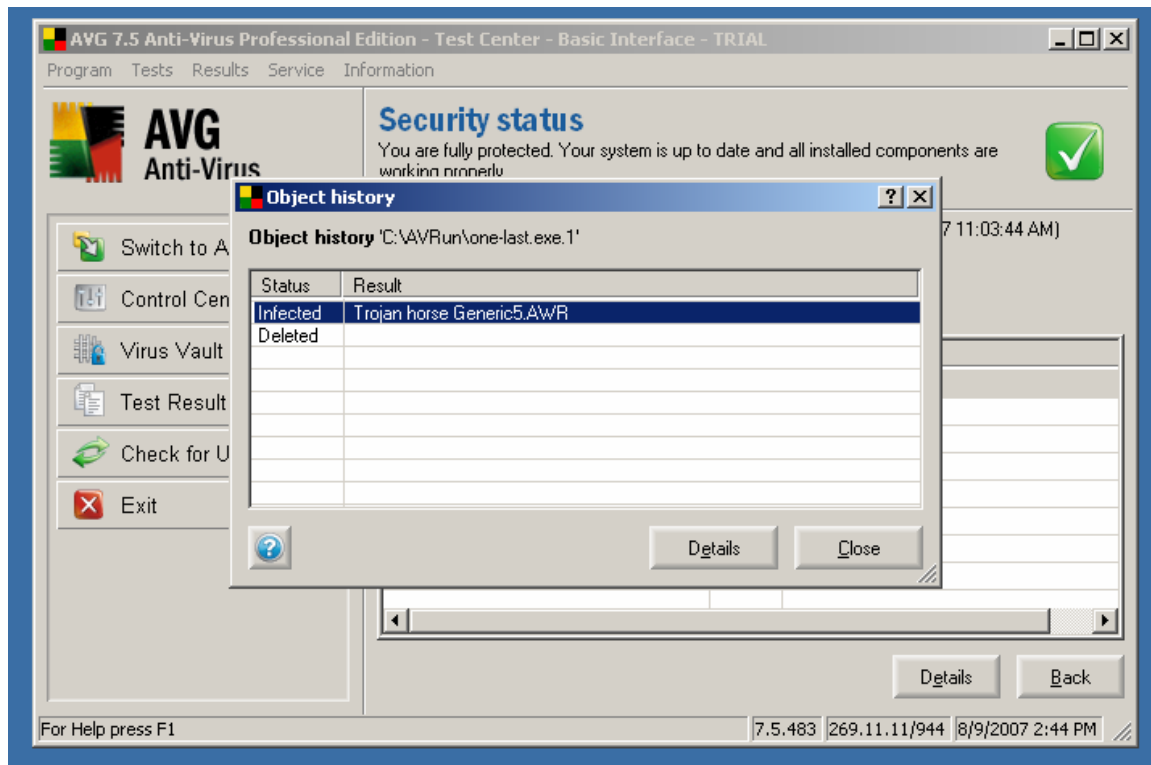 AVG 7.5 Anti-Virus Professional Edition - Test Center - Basic Interface - TRIAL
Program Tests Results Service Information
AVG
Anti-Virus
Security status
You are fully protected. Your system is up to date and all installed components are
working properly
7 11:03:44 AM)
Switch to A
Control Cen
Virus Vault
Test Result
Check for U
Exit
Object history
Object history 'C:\AVRun\one-last.exe.1'
Status Result
Infected Trojan horse Generic5.AWR
Deleted
Details Close
Details Back
For Help press F1
7.5.483 269.11.11/944 8/9/2007 2:44 PM